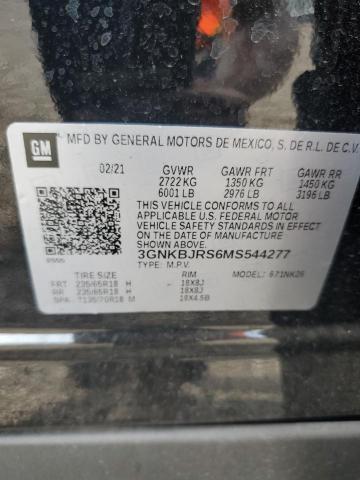 GM
MFD BY GENERAL MOTORS DE MEXICO, S. DE R.L. DE C.V.
02/21 GVWR GAWR FRT GAWR RR
2722 KG 1350 KG 1450 KG
6001 LB 2976 LB 3196 LB
THIS VEHICLE CONFORMS TO ALL APPLICABLE
U.S. FEDERAL MOTOR
VEHICLE SAFETY STANDARDS IN EFFECT ON THE
DATE OF MANUFACTURE SHOWN ABOVE.
3GNKBJRS6MS544277
TYPE: M.P.V. MODEL: 671NK26
TIRE SIZE RIM
FRT 235/65R18 H 18X8J
RR 235/65R18 H 18X8J
SPA T135/70R18 M 18X4.5B